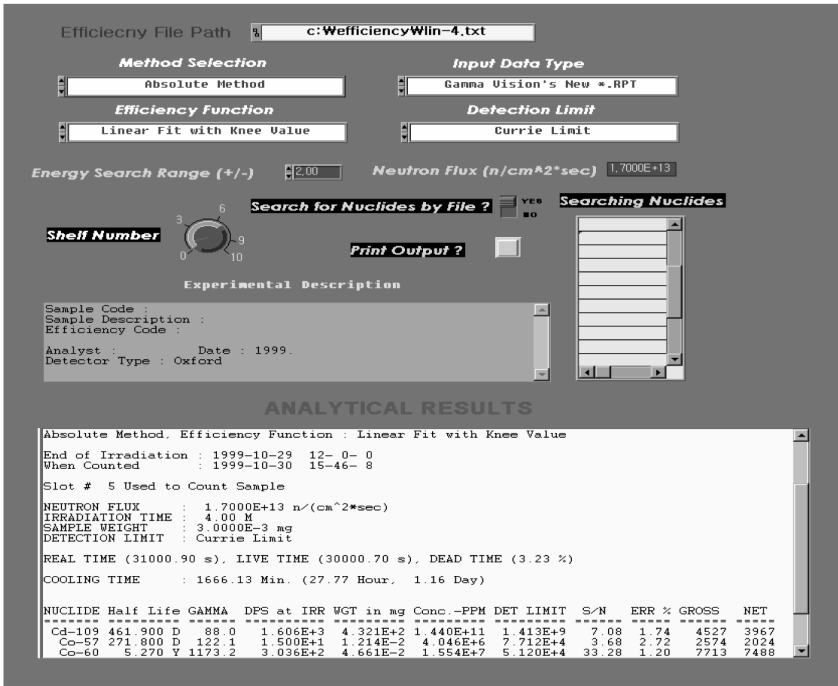 Efficiecny File Path % c:₩efficiency₩lin-4,txt
Method Selection
Input Data Type
Absolute Method
Gamma Vision's New *.RPT
Efficiency Function
Detection Limit
Linear Fit with Knee Value
Currie Limit
Energy Search Range (+/-) 2,00
Neutron Flux (n/cm^2*sec) 1,7000E+13
Search for Nuclides by File ? YES NO
Searching Nuclides
Shelf Number
0 3 6 9 10
Print Output ?
Experimental Description
Sample Code :
Sample Description :
Efficiency Code :
Analyst : Date : 1999.
Detector Type : Oxford
ANALYTICAL RESULTS
Absolute Method, Efficiency Function : Linear Fit with Knee Value
End of Irradiation : 1999-10-29 12- 0- 0
When Counted : 1999-10-30 15-46- 8
Slot # 5 Used to Count Sample
NEUTRON FLUX : 1.7000E+13 n/(cm^2*sec)
IRRADIATION TIME : 4.00 M
SAMPLE WEIGHT : 3.0000E-3 mg
DETECTION LIMIT : Currie Limit
REAL TIME (31000.90 s), LIVE TIME (30000.70 s), DEAD TIME (3.23 %)
COOLING TIME : 1666.13 Min. (27.77 Hour, 1.16 Day)
NUCLIDE Half Life GAMMA DPS at IRR WGT in mg Conc.-PPM DET LIMIT S/N ERR % GROSS NET
Cd-109 461.900 D 88.0 1.606E+3 4.321E+2 1.440E+11 1.413E+9 7.08 1.74 4527 3967
Co-57 271.800 D 122.1 1.500E+1 1.214E-2 4.046E+6 7.712E+4 3.68 2.72 2574 2024
Co-60 5.270 Y 1173.2 3.036E+2 4.661E-2 1.554E+7 5.120E+4 33.28 1.20 7713 7488